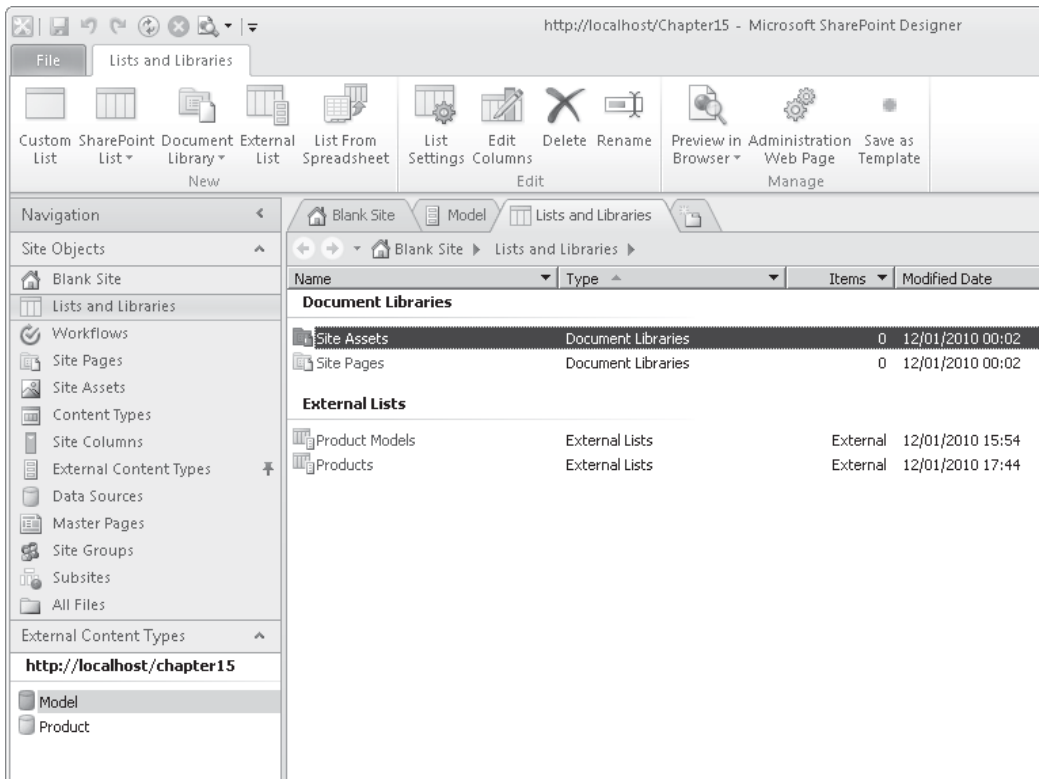 http://localhost/Chapter15 - Microsoft SharePoint Designer
File
Lists and Libraries
Custom List
SharePoint List
Document Library
External List
List From Spreadsheet
New
List Settings
Edit Columns
Delete
Rename
Edit
Preview in Browser
Administration Web Page
Save as Template
Manage
Navigation
Site Objects
Blank Site
Lists and Libraries
Workflows
Site Pages
Site Assets
Content Types
Site Columns
External Content Types
Data Sources
Master Pages
Site Groups
Subsites
All Files
External Content Types
http://localhost/chapter15
Model
Product
Blank Site
Model
Lists and Libraries
Blank Site Lists and Libraries
Name Type Items Modified Date
Document Libraries
Site Assets Document Libraries 0 12/01/2010 00:02
Site Pages Document Libraries 0 12/01/2010 00:02
External Lists
Product Models External Lists External 12/01/2010 15:54
Products External Lists External 12/01/2010 17:44